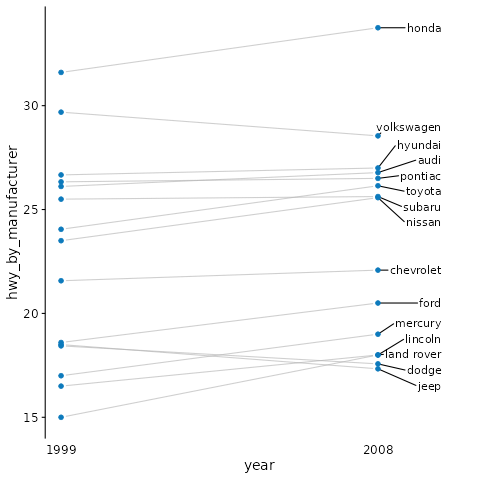 honda
30
volkswagen
hyundai
audi
pontiac
toyota
subaru
nissan
25
chevrolet
20
ford
mercury
lincoln
land rover
dodge
jeep
15
hwy_by_manufacturer
1999
2008
year